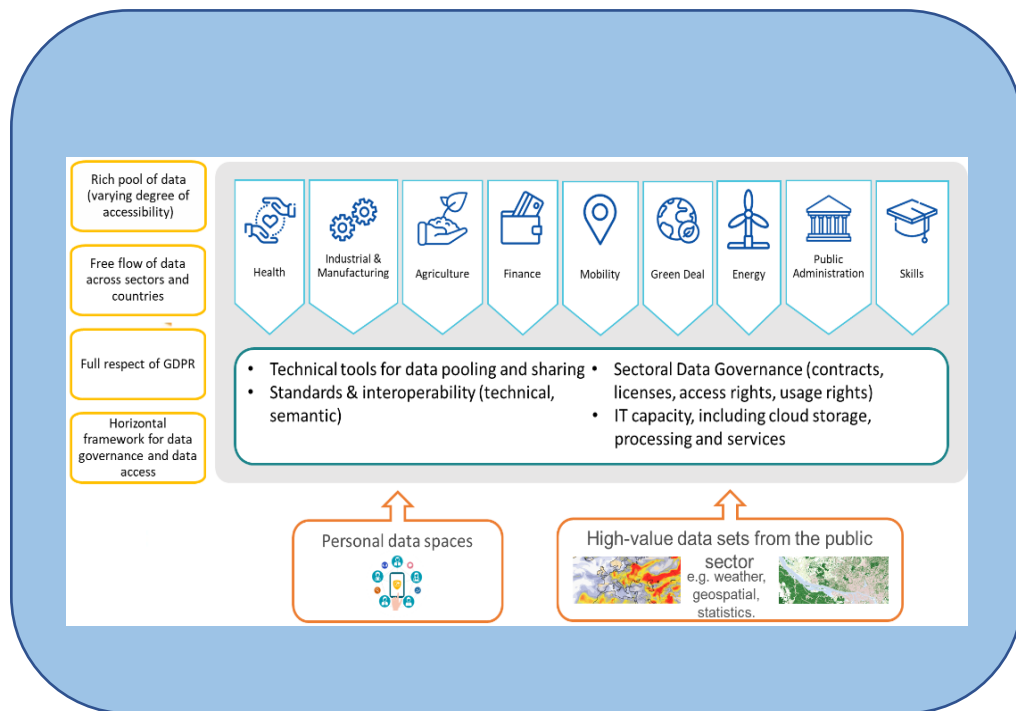 Rich pool of data
(varying degree of
accessibility)
Free flow of data
across sectors and
countries
Full respect of GDPR
Horizontal
framework for data
governance and data
access
Health
Industrial &
Manufacturing
Agriculture
Finance
Mobility
Green Deal
Energy
Public
Administration
Skills
• Technical tools for data pooling and sharing
• Standards & interoperability (technical,
semantic)
• Sectoral Data Governance (contracts,
licenses, access rights, usage rights)
• IT capacity, including cloud storage,
processing and services
Personal data spaces
High-value data sets from the public
sector
e.g. weather,
geospatial,
statistics.